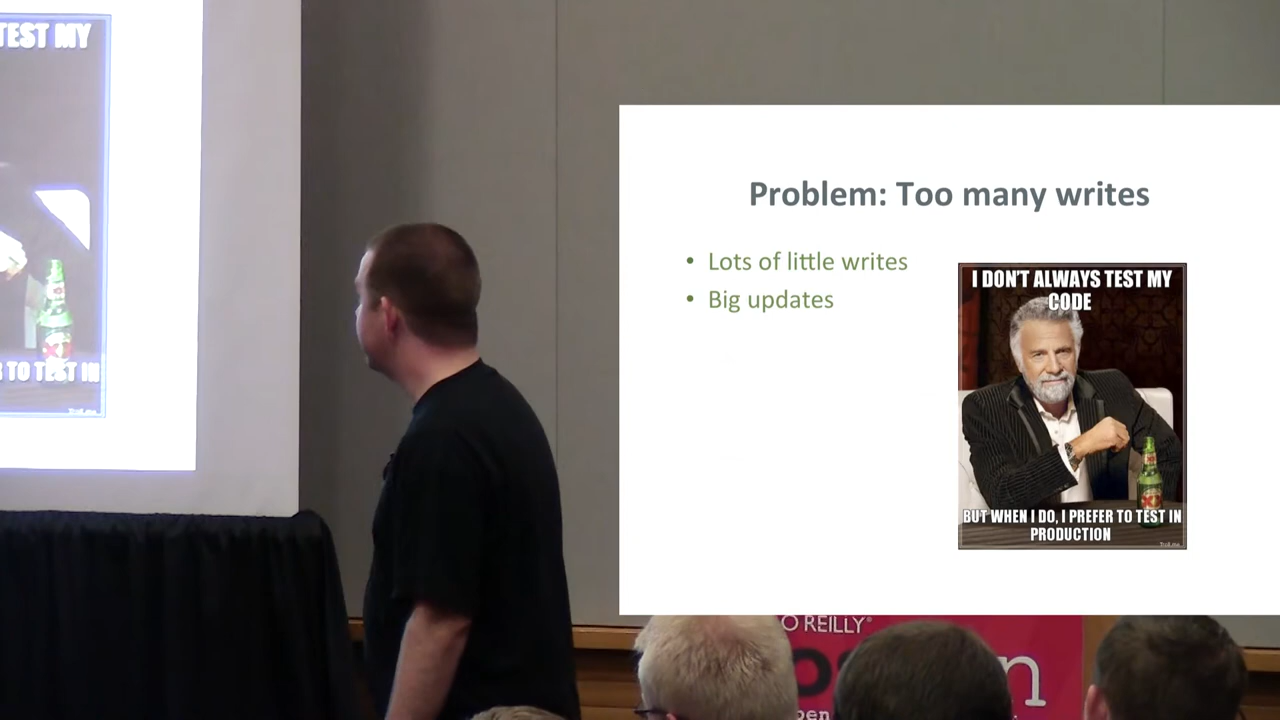 TEST MY
TO TEST IN
Problem: Too many writes
• Lots of little writes
• Big updates
I DON'T ALWAYS TEST MY
CODE
BUT WHEN I DO, I PREFER TO TEST IN
PRODUCTION
O'REILLY®